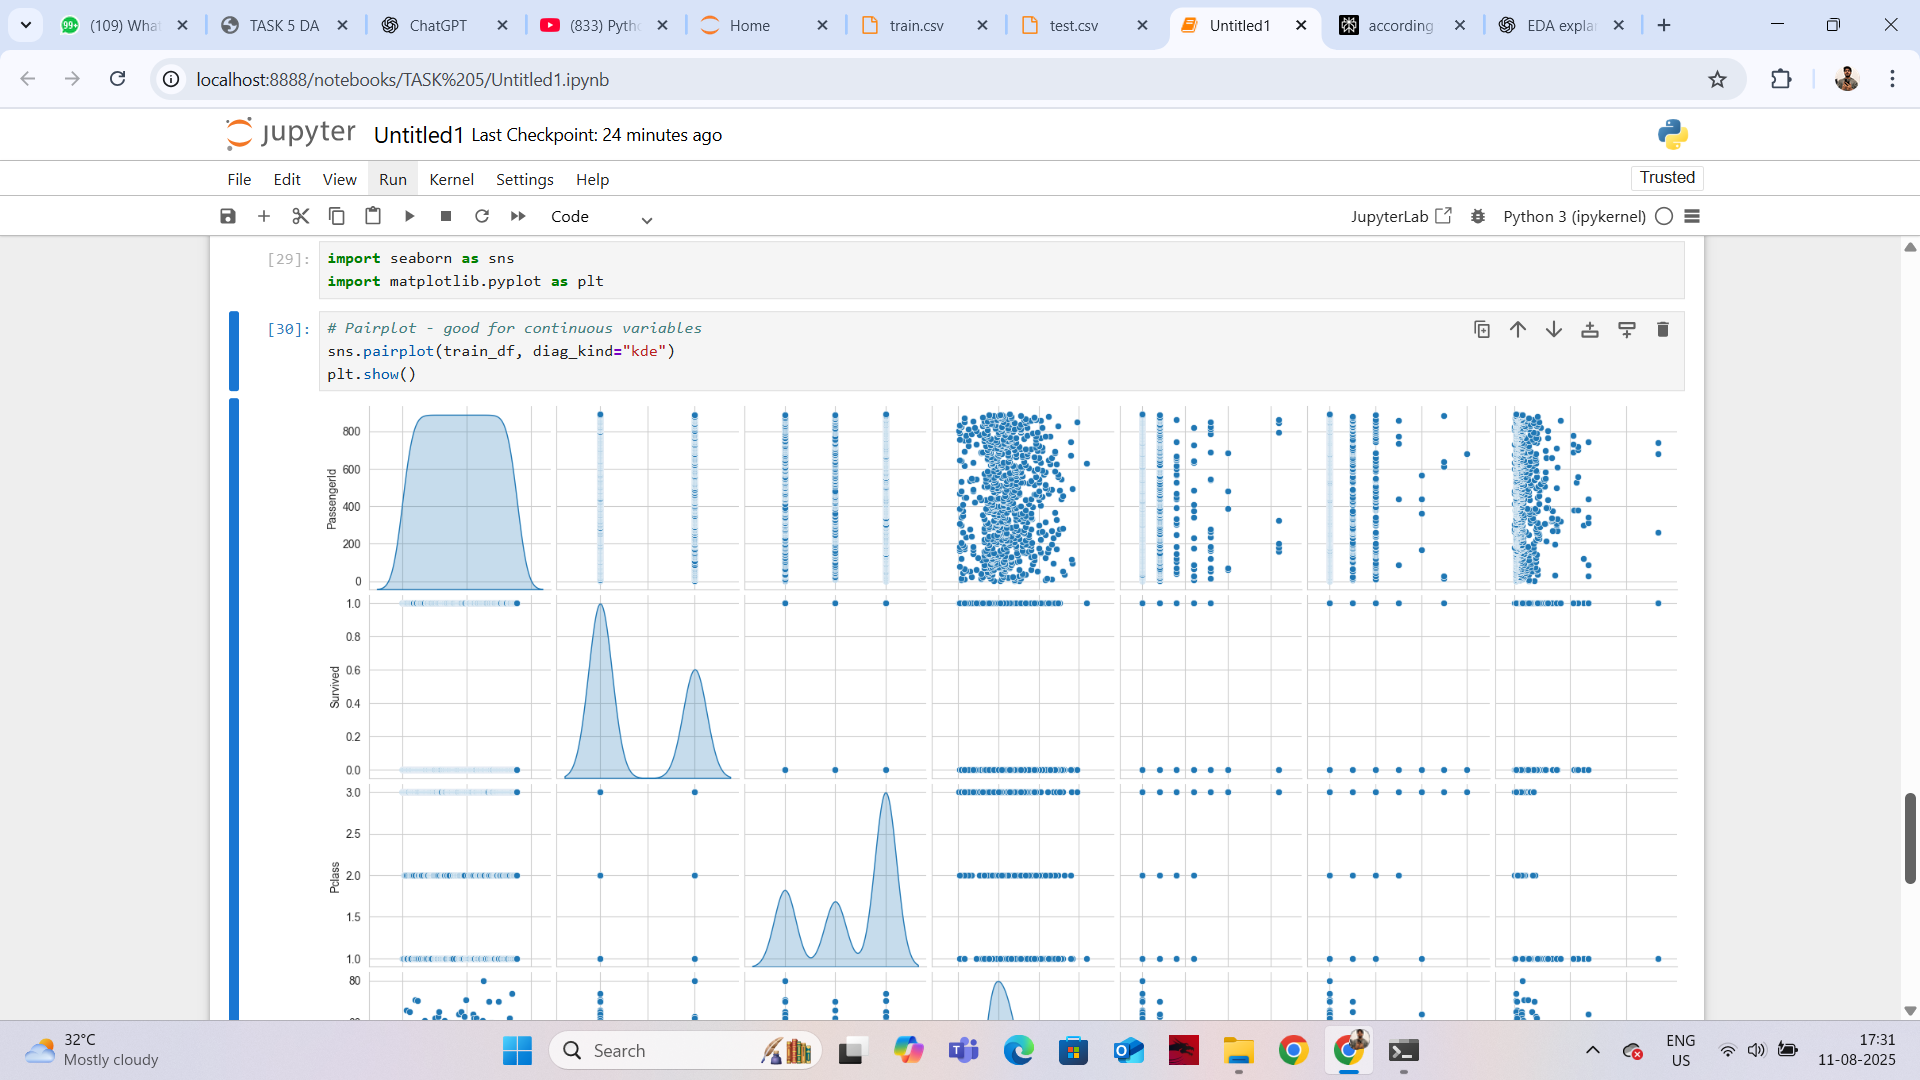 (109) What
TASK 5 DA
ChatGPT
(833) Pytho
Home
train.csv
test.csv
Untitled1
according
EDA expla
localhost:8888/notebooks/TASK%205/Untitled1.ipynb
jupyter Untitled1 Last Checkpoint: 24 minutes ago
File Edit View Run Kernel Settings Help
Trusted
Code
JupyterLab
Python 3 (ipykernel)
[29]:
import seaborn as sns
import matplotlib.pyplot as plt
[30]:
# Pairplot - good for continuous variables
sns.pairplot(train_df, diag_kind="kde")
plt.show()
800
600
400
200
0
PassengerId
1.0
0.8
0.6
0.4
0.2
0.0
Survived
3.0
2.5
2.0
1.5
1.0
Pclass
80
32°C
Mostly cloudy
Search
ENG
US
17:31
11-08-2025